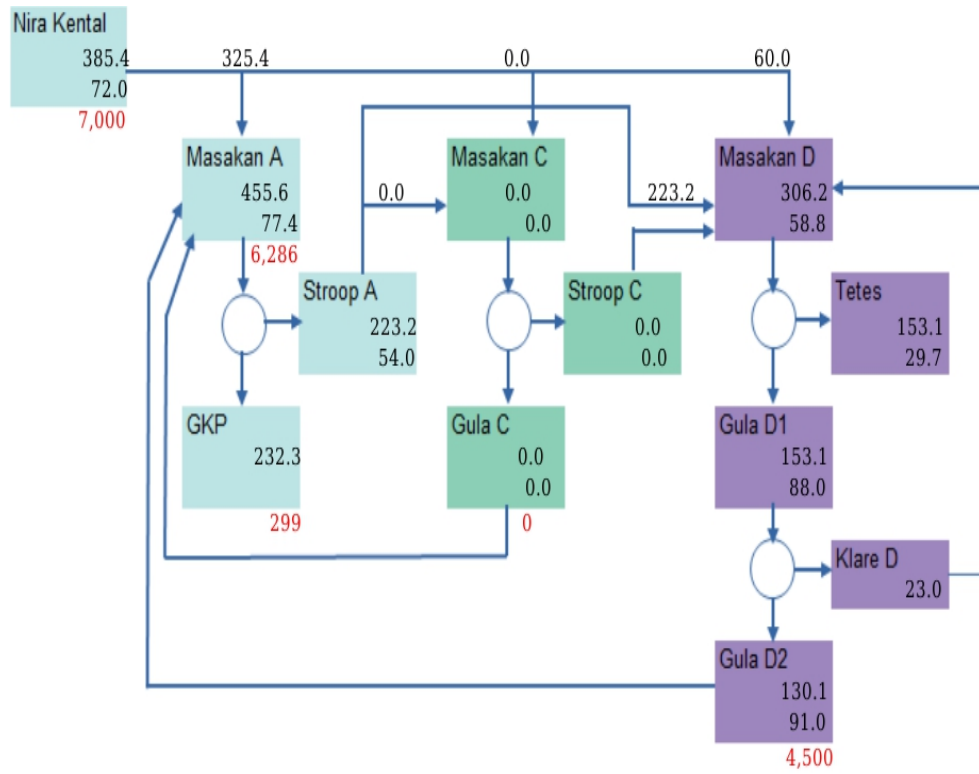 Nira Kental
385.4
72.0
7,000
325.4
0.0
60.0
Masakan A
455.6
77.4
6,286
0.0
Masakan C
0.0
0.0
223.2
Masakan D
306.2
58.8
Stroop A
223.2
54.0
Stroop C
0.0
0.0
Tetes
153.1
29.7
GKP
232.3
299
Gula C
0.0
0.0
0
Gula D1
153.1
88.0
Klare D
23.0
Gula D2
130.1
91.0
4,500